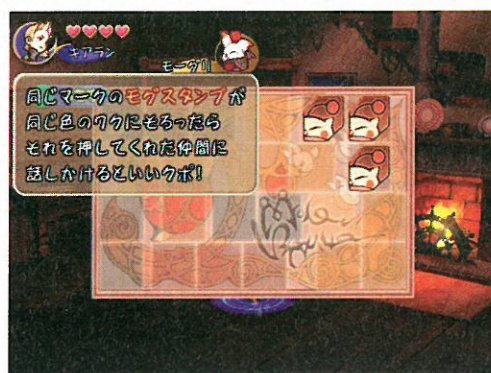 キアラン
モーグリ
同じマークのモグスタンプが
同じ色のワクにそろったら
それを押してくれた仲間に
話しかけるといいクポ!